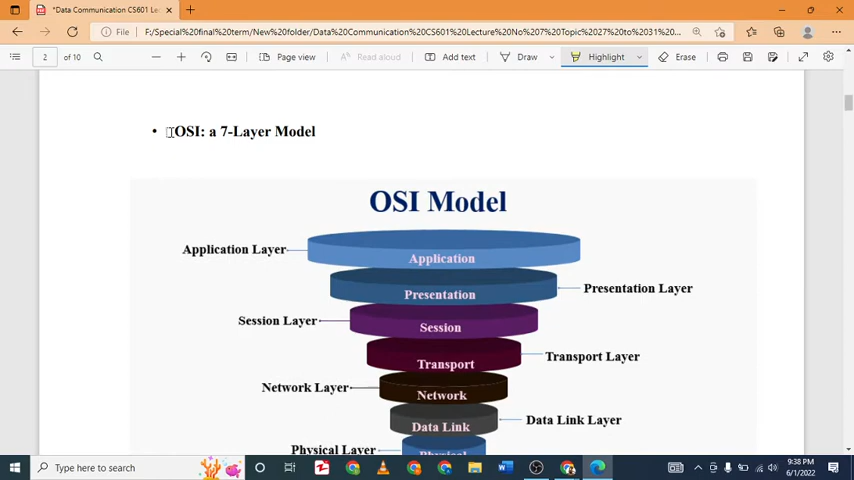 *Data Communication CS601 Le
File
F:/Special%20final%20term/New%20folder/Data%20Communication%20CS601%20Lecture%20No%207%20Topic%2027%20to%2031%20...
2 of 10
Page view
Read aloud
Add text
Draw
Highlight
Erase
• OSI: a 7-Layer Model
OSI Model
Application Layer
Application
Presentation
Presentation Layer
Session Layer
Session
Transport
Transport Layer
Network Layer
Network
Data Link
Data Link Layer
Physical Layer
Physical
Type here to search
9:38 PM
6/1/2022